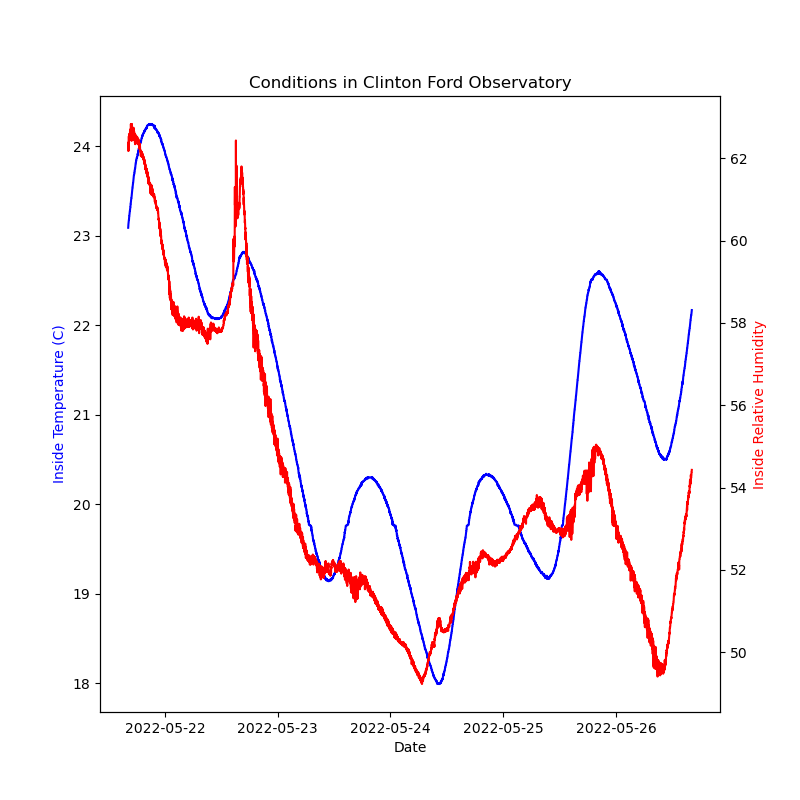 Conditions in Clinton Ford Observatory
24
23
22
21
20
19
18
Inside Temperature (C)
62
60
58
56
54
52
50
Inside Relative Humidity
2022-05-22 2022-05-23 2022-05-24 2022-05-25 2022-05-26
Date